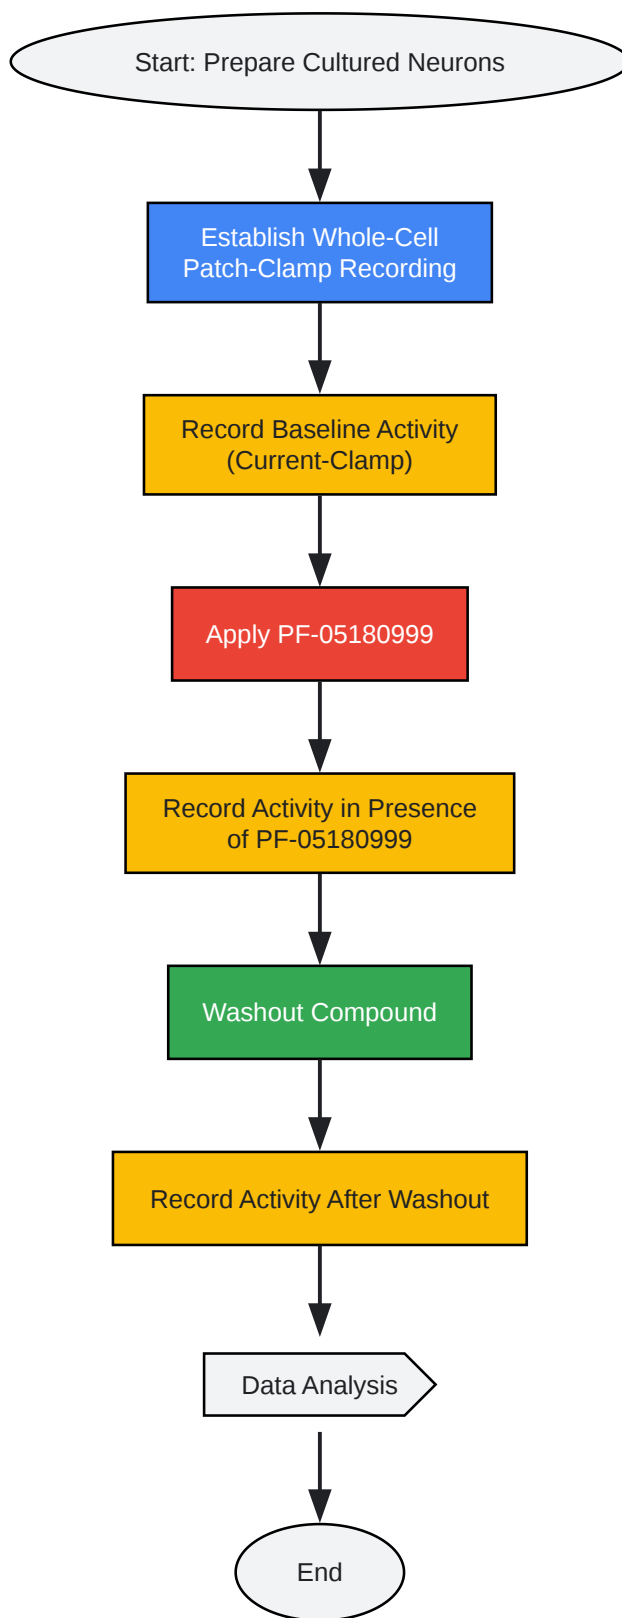 Start: Prepare Cultured Neurons
Establish Whole-Cell
Patch-Clamp Recording
Record Baseline Activity
(Current-Clamp)
Apply PF-05180999
Record Activity in Presence
of PF-05180999
Washout Compound
Record Activity After Washout
Data Analysis
End